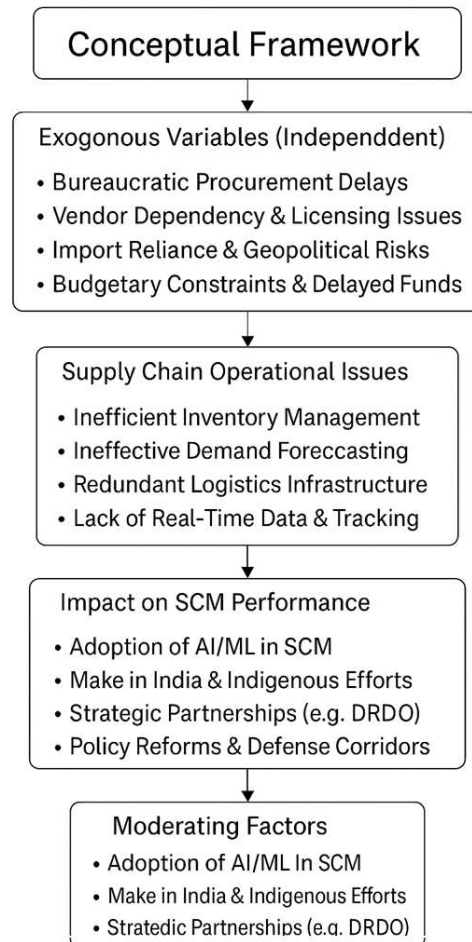 Conceptual Framework
Exogonous Variables (Independdent)
• Bureaucratic Procurement Delays
• Vendor Dependency & Licensing Issues
• Import Reliance & Geopolitical Risks
• Budgetary Constraints & Delayed Funds
Supply Chain Operational Issues
• Inefficient Inventory Management
• Ineffective Demand Foreccasting
• Redundant Logistics Infrastructure
• Lack of Real-Time Data & Tracking
Impact on SCM Performance
• Adoption of AI/ML in SCM
• Make in India & Indigenous Efforts
• Strategic Partnerships (e.g. DRDO)
• Policy Reforms & Defense Corridors
Moderating Factors
• Adoption of AI/ML In SCM
• Make in India & Indigenous Efforts
• Stratedic Partnerships (e.g. DRDO)